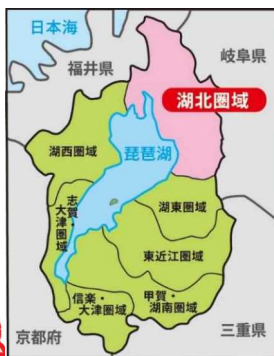 日本海
福井県
岐阜県
湖北圏域
湖西圏域
琵琶湖
志賀・
大津圏域
湖東圏域
東近江圏域
信楽・
大津圏域
甲賀・
湖南圏域
京都府
三重県